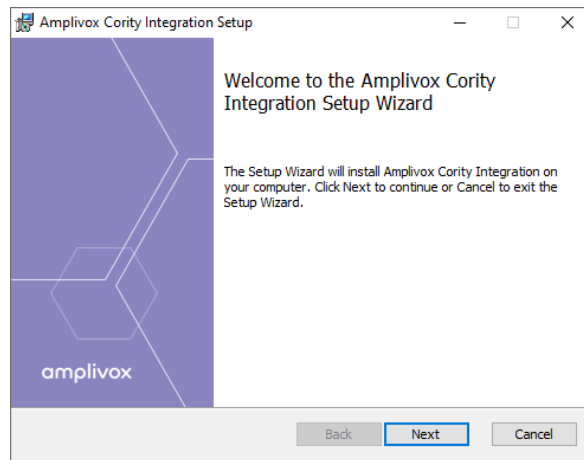 Amplivox Cority Integration Setup
Welcome to the Amplivox Cority
Integration Setup Wizard
The Setup Wizard will install Amplivox Cority Integration on
your computer. Click Next to continue or Cancel to exit the
Setup Wizard.
amplivox
Back Next Cancel